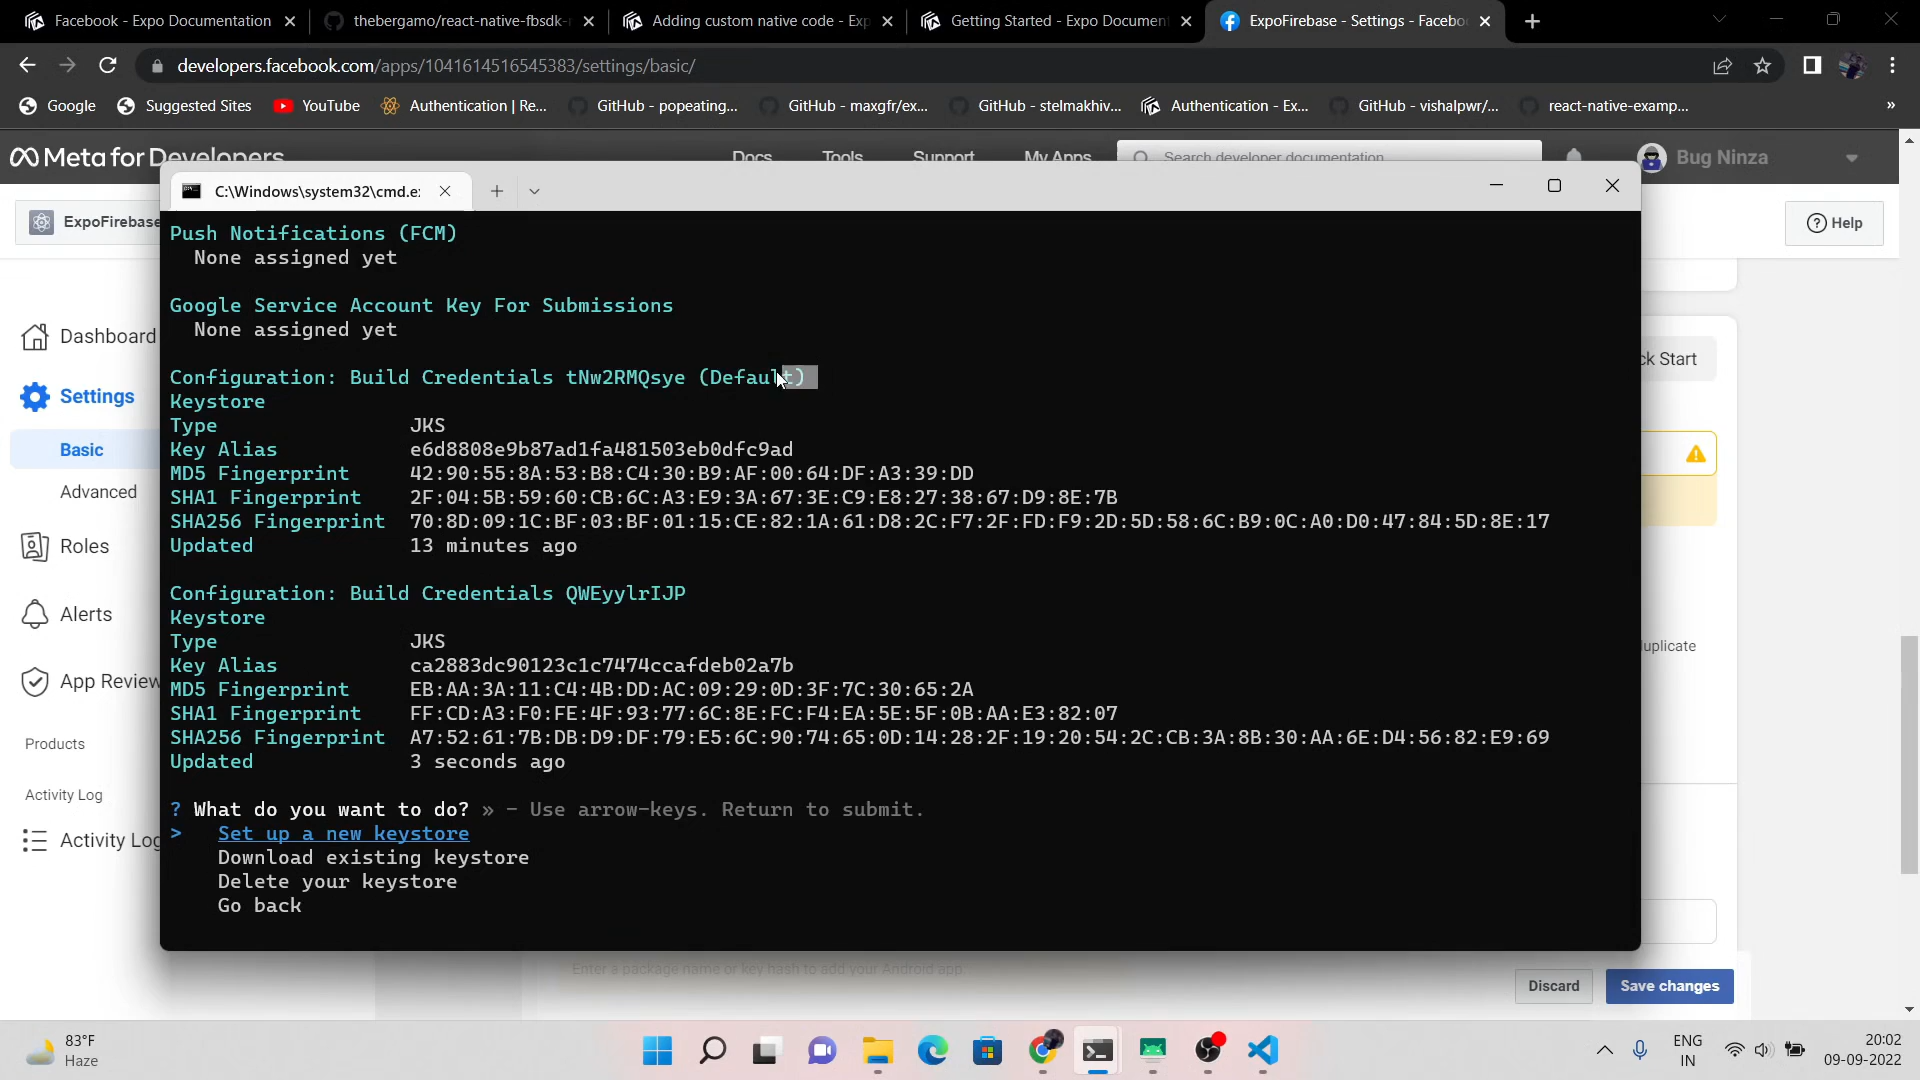 Facebook - Expo Documentation
thebergamo/react-native-fbsdk-
Adding custom native code - Exp
Getting Started - Expo Document
ExpoFirebase - Settings - Facebo
developers.facebook.com/apps/1041614516545383/settings/basic/
Google
Suggested Sites
YouTube
Authentication | Re...
GitHub - popeating...
GitHub - maxgfr/ex...
GitHub - stelmakhiv...
Authentication - Ex...
GitHub - vishalpwr/...
react-native-examp...
»
Meta for Developers
Docs
Tools
Support
My Apps
Search developer documentation
Bug Ninza
C:\Windows\system32\cmd.e
ExpoFirebase
Help
Push Notifications (FCM)
None assigned yet
Google Service Account Key For Submissions
None assigned yet
Dashboard
Settings
Basic
Advanced
Roles
Alerts
App Review
Products
Activity Log
Activity Log
ck Start
Configuration: Build Credentials tNw2RMQsye (Default)
Keystore
Type JKS
Key Alias e6d8808e9b87ad1fa481503eb0dfc9ad
MD5 Fingerprint 42:90:55:8A:53:B8:C4:30:B9:AF:00:64:DF:A3:39:DD
SHA1 Fingerprint 2F:04:5B:59:60:CB:6C:A3:E9:3A:67:3E:C9:E8:27:38:67:D9:8E:7B
SHA256 Fingerprint 70:8D:09:1C:BF:03:BF:01:15:CE:82:1A:61:D8:2C:F7:2F:FD:F9:2D:5D:58:6C:B9:0C:A0:D0:47:84:5D:8E:17
Updated 13 minutes ago
Configuration: Build Credentials QWEyylrIJP
Keystore
Type JKS
Key Alias ca2883dc90123c1c7474ccafdeb02a7b
MD5 Fingerprint EB:AA:3A:11:C4:4B:DD:AC:09:29:0D:3F:7C:30:65:2A
SHA1 Fingerprint FF:CD:A3:F0:FE:4F:93:77:6C:8E:FC:F4:EA:5E:5F:0B:AA:E3:82:07
SHA256 Fingerprint A7:52:61:7B:DB:D9:DF:79:E5:6C:90:74:65:0D:14:28:2F:19:20:54:2C:CB:3A:8B:30:AA:6E:D4:56:82:E9:69
Updated 3 seconds ago
uplicate
? What do you want to do? » - Use arrow-keys. Return to submit.
> Set up a new keystore
Download existing keystore
Delete your keystore
Go back
Enter a package name or key hash to add your Android app
Discard
Save changes
83°F
Haze
ENG
IN
20:02
09-09-2022